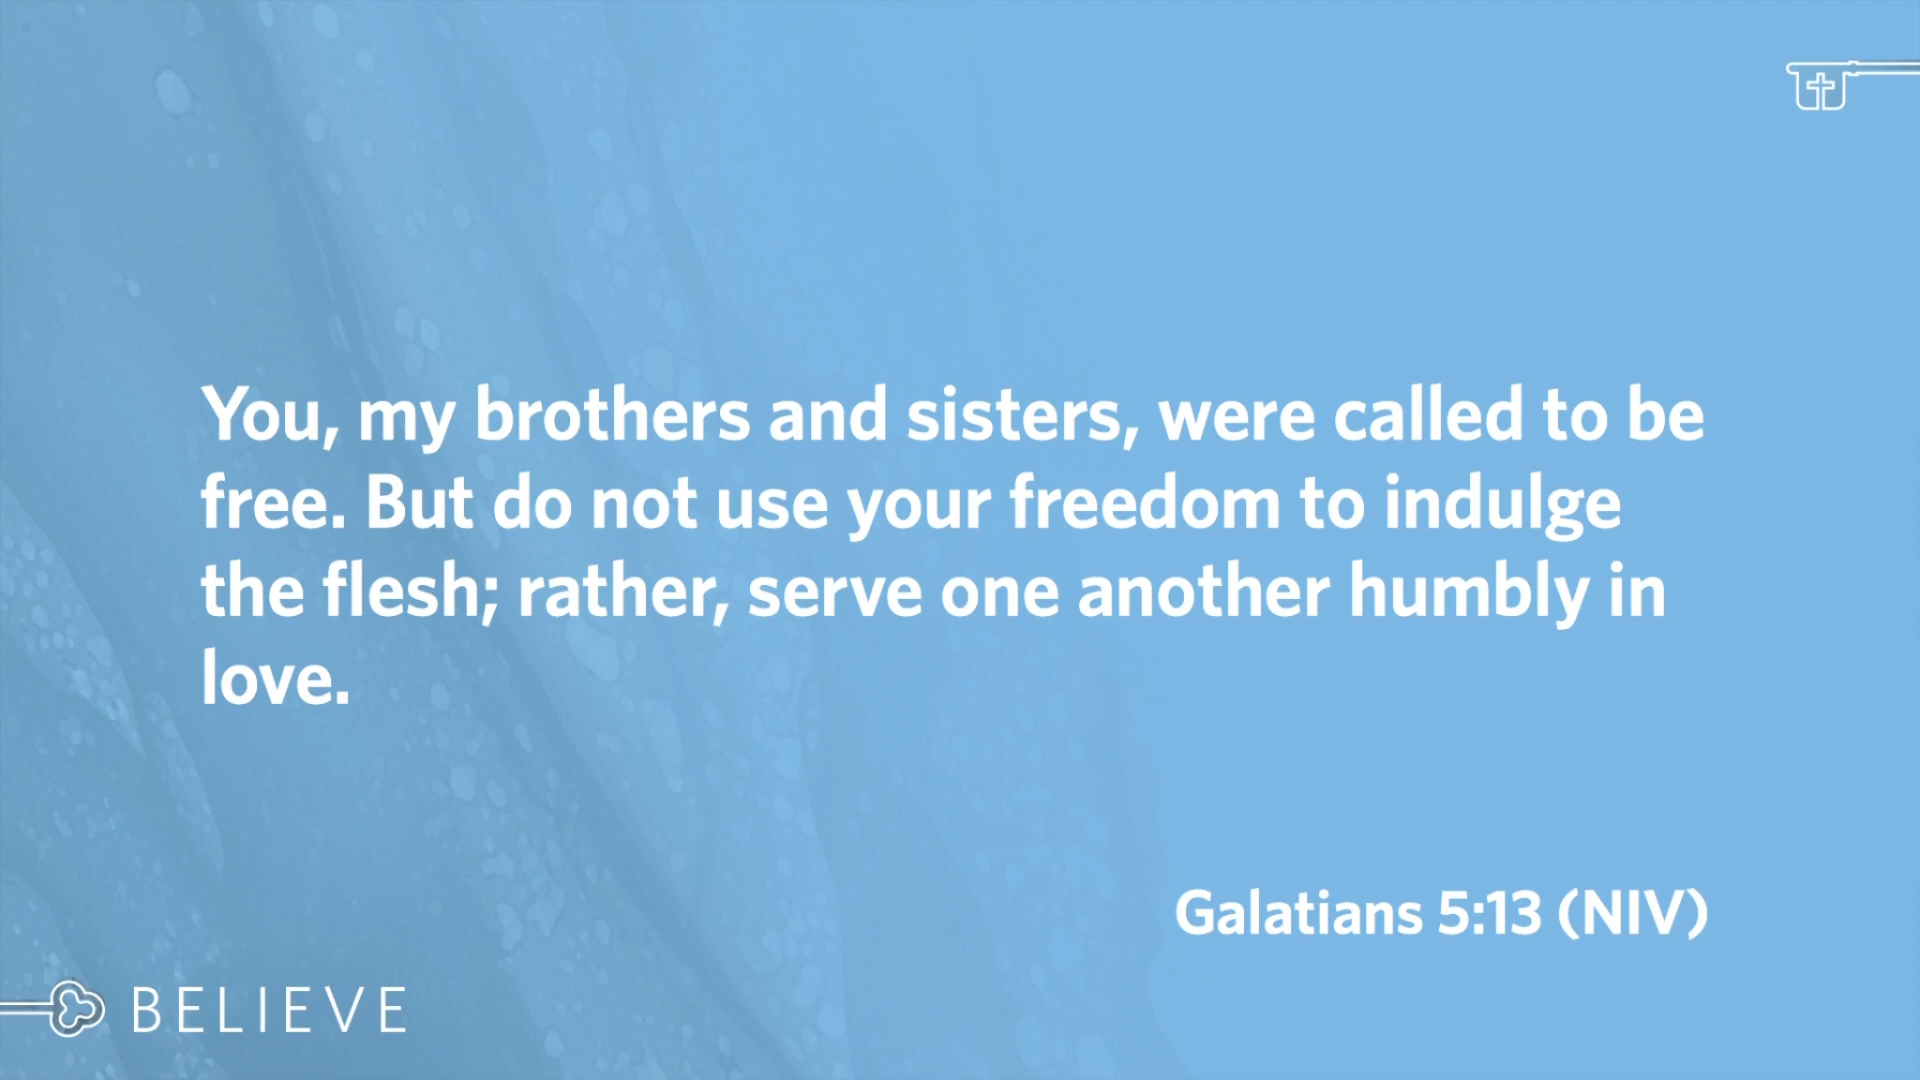 You, my brothers and sisters, were called to be
free. But do not use your freedom to indulge
the flesh; rather, serve one another humbly in
love.
Galatians 5:13 (NIV)
BELIEVE